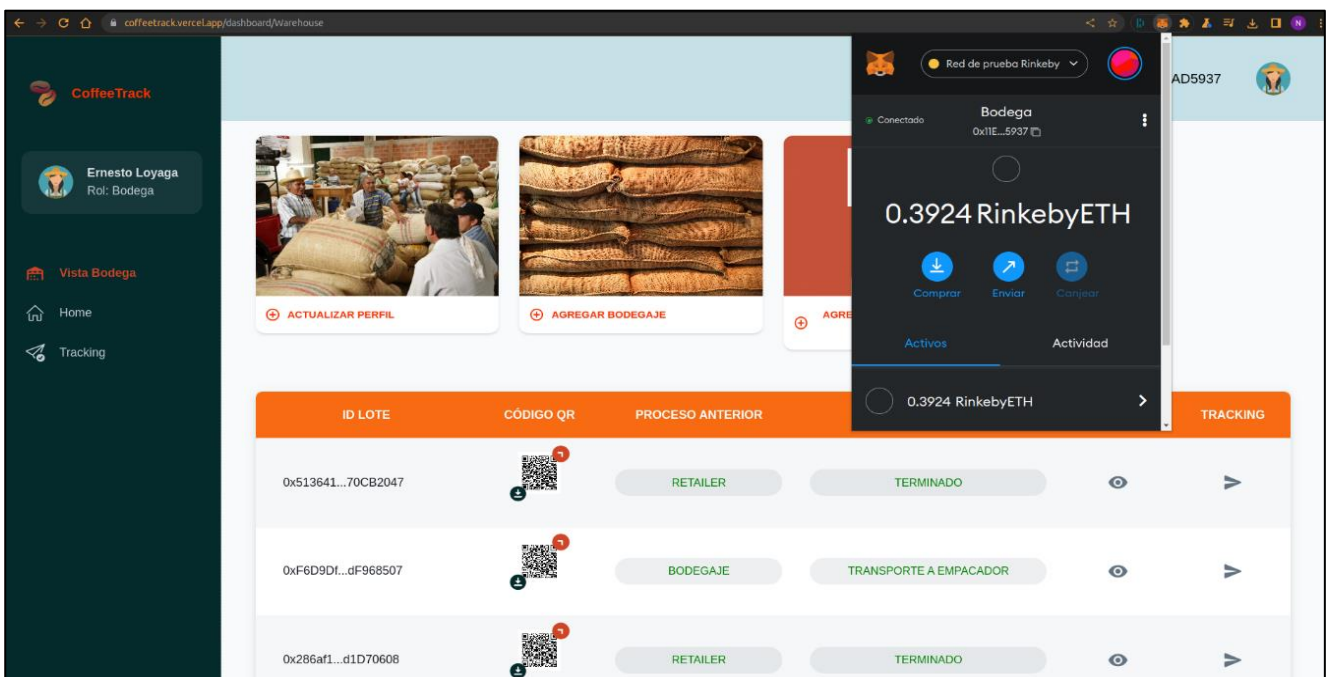 coffeetrack.vercel.app/dashboard/Warehouse
N
CoffeeTrack
Ernesto Loyaga
Rol: Bodega
Vista Bodega
Home
Tracking
AD5937
ACTUALIZAR PERFIL
AGREGAR BODEGAJE
AGRE
Red de prueba Rinkeby
Conectado
Bodega
0x11E...5937
0.3924 RinkebyETH
Comprar
Enviar
Canjear
Activos
Actividad
0.3924 RinkebyETH
ID LOTE
CÓDIGO QR
PROCESO ANTERIOR
TRACKING
0x513641...70CB2047
RETAILER
TERMINADO
0xF6D9Df...dF968507
BODEGAJE
TRANSPORTE A EMPACADOR
0x286af1...d1D70608
RETAILER
TERMINADO